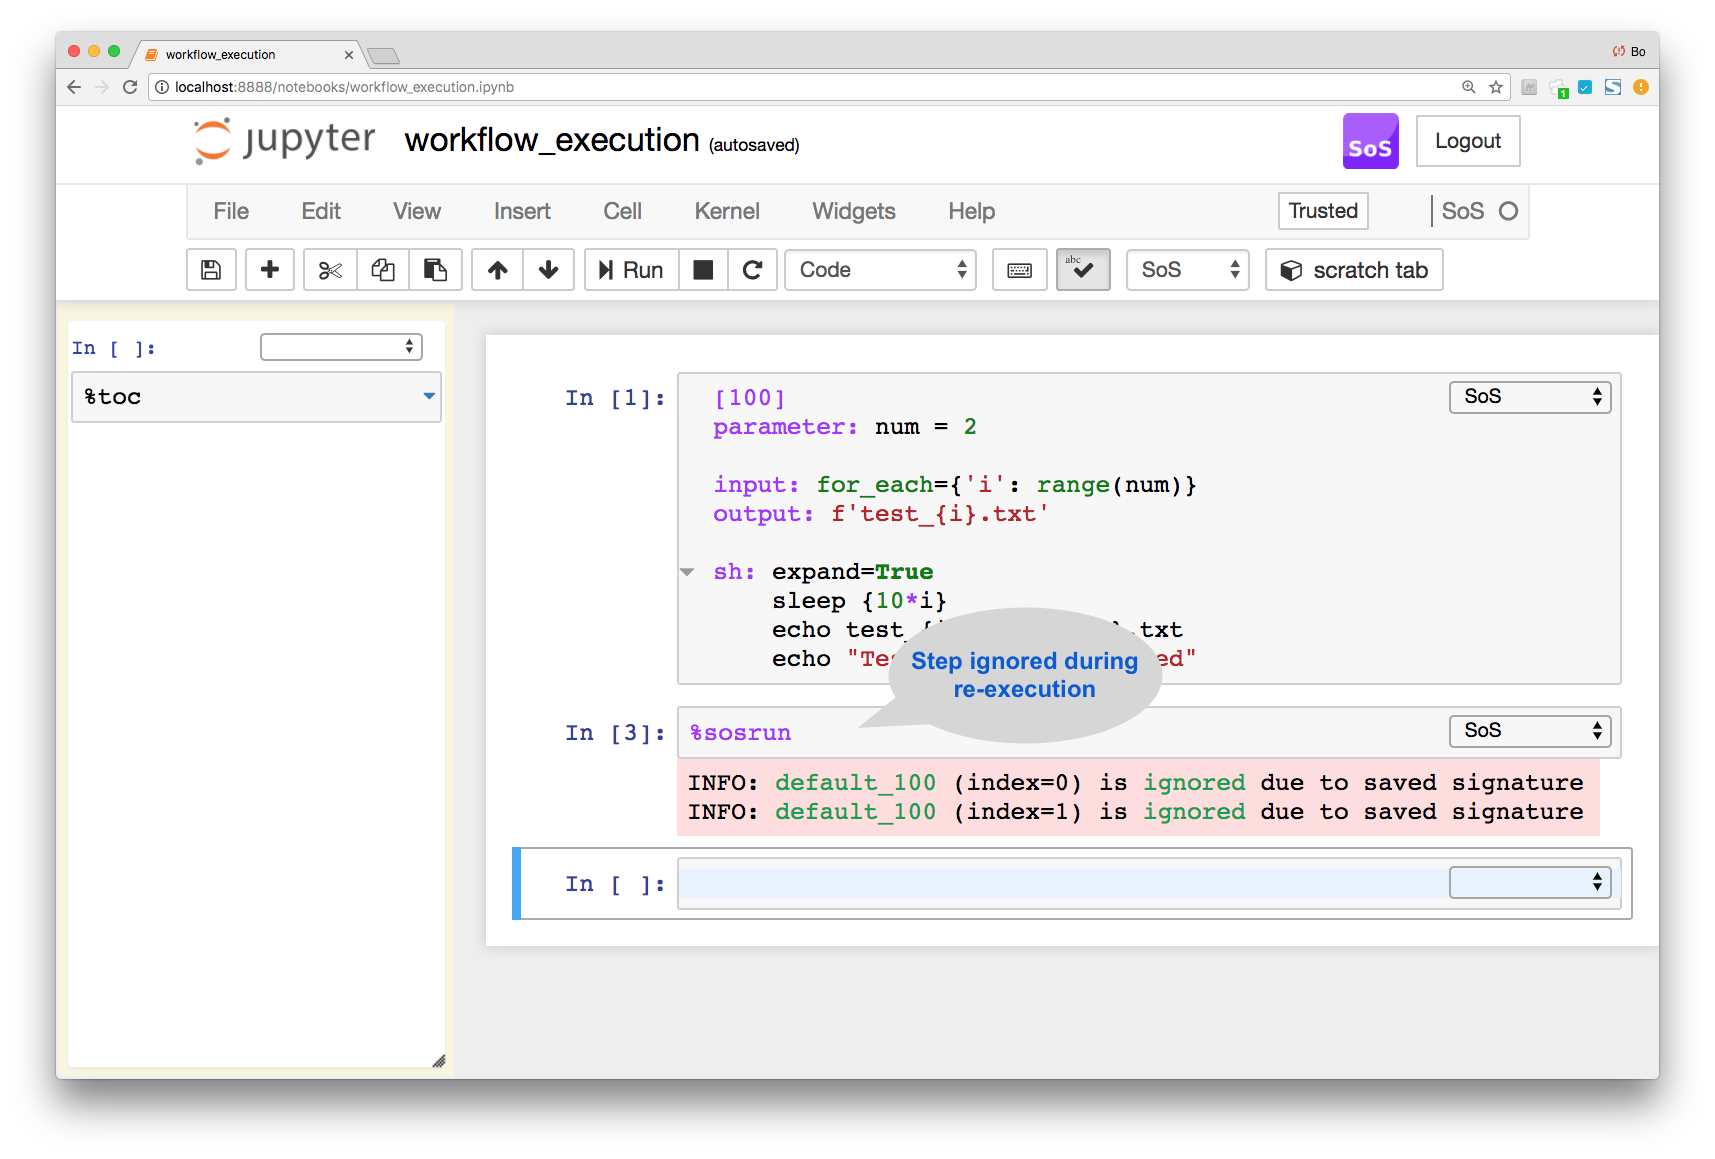 workflow_execution
Bo
localhost:8888/notebooks/workflow_execution.ipynb
1
jupyter workflow_execution (autosaved)
SoS
Logout
File Edit View Insert Cell Kernel Widgets Help
Trusted
SoS
Run
Code
abc
SoS
scratch tab
In [ ]:
%toc
In [1]:
SoS
[100]
parameter: num = 2
input: for_each={'i': range(num)}
output: f'test_{i}.txt'
sh: expand=True
sleep {10*i}
echo test_ .txt
echo "Tes ed"
Step ignored during
re-execution
In [3]:
%sosrun
SoS
INFO: default_100 (index=0) is ignored due to saved signature
INFO: default_100 (index=1) is ignored due to saved signature
In [ ]: